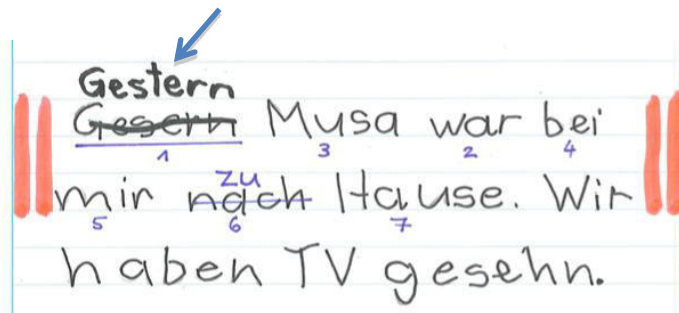 Gestern
Gesern Musa war bei
1 3 2 4
zu
mir nach Hause. Wir
5 6 7
haben TV gesehn.